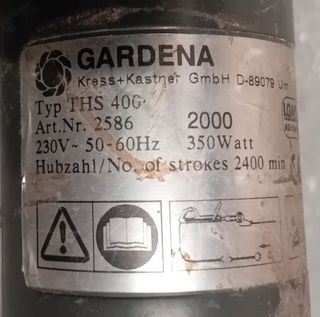 GARDENA
Kress+Kastner GmbH D-89079 Ulm
Typ THS 400
Art.Nr. 2586 2000
230V~ 50-60Hz 350Watt
Hubzahl/No. of strokes 2400 min